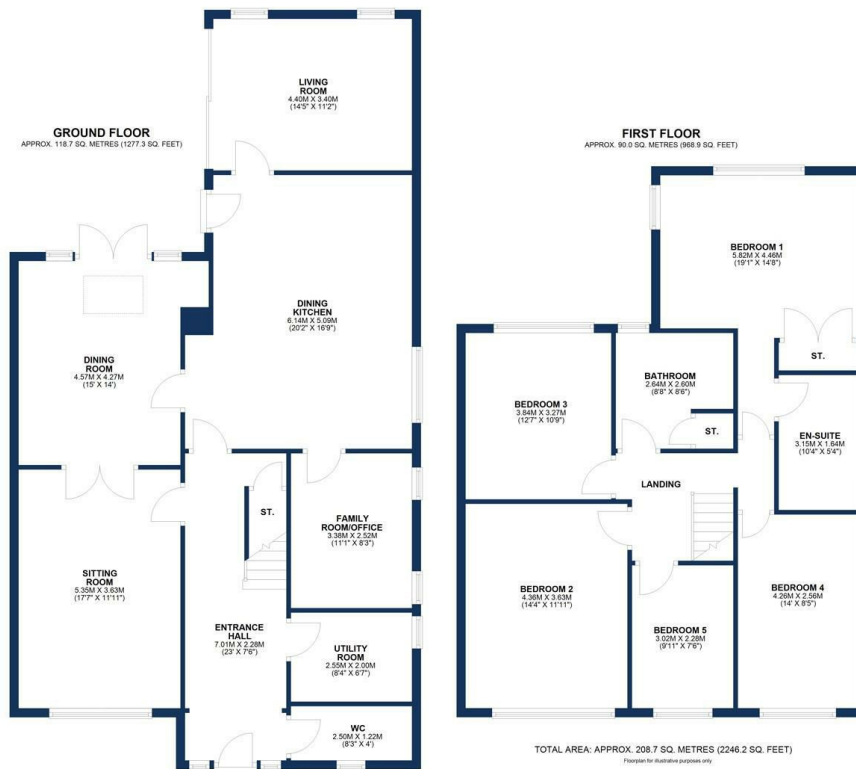 GROUND FLOOR
APPROX. 118.7 SQ. METRES (1277.3 SQ. FEET)
LIVING
ROOM
4.40M X 3.40M
(14'5" X 11'2")
DINING
KITCHEN
6.14M X 5.09M
(20'2" X 16'9")
DINING
ROOM
4.57M X 4.27M
(15' X 14')
ST.
FAMILY
ROOM/OFFICE
3.38M X 2.52M
(11'1" X 8'3")
SITTING
ROOM
5.35M X 3.63M
(17'7" X 11'11")
ENTRANCE
HALL
7.01M X 2.28M
(23' X 7'6")
UTILITY
ROOM
2.55M X 2.00M
(8'4" X 6'7")
WC
2.50M X 1.22M
(8'3" X 4')
FIRST FLOOR
APPROX. 90.0 SQ. METRES (968.9 SQ. FEET)
BEDROOM 1
5.82M X 4.46M
(19'1" X 14'8")
ST.
BATHROOM
2.64M X 2.60M
(8'8" X 8'6")
ST.
BEDROOM 3
3.84M X 3.27M
(12'7" X 10'9")
EN-SUITE
3.15M X 1.64M
(10'4" X 5'4")
LANDING
BEDROOM 2
4.36M X 3.63M
(14'4" X 11'11")
BEDROOM 4
4.26M X 2.56M
(14' X 8'5")
BEDROOM 5
3.02M X 2.28M
(9'11" X 7'6")
TOTAL AREA: APPROX. 208.7 SQ. METRES (2246.2 SQ. FEET)
Floorplan for illustrative purposes only